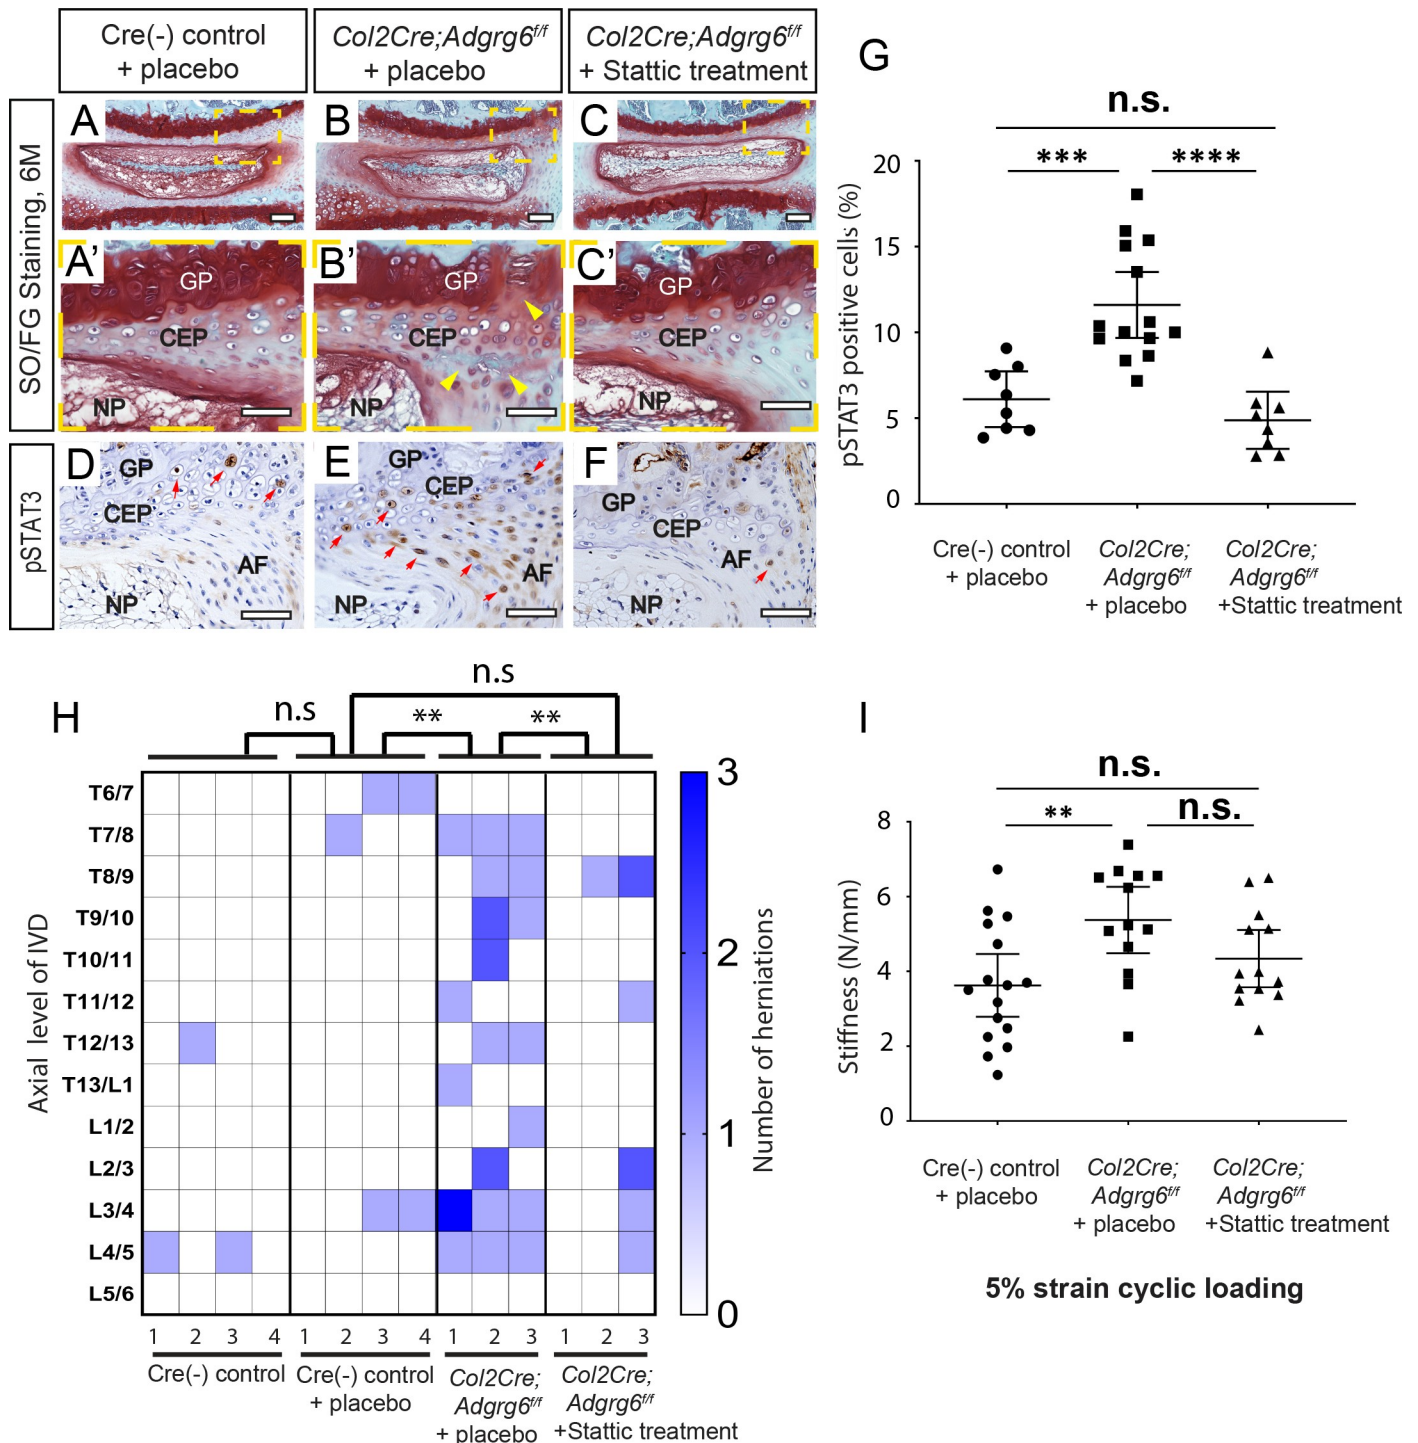 Cre(-) control
+ placebo
Col2Cre;Adgrg6f/f
+ placebo
Col2Cre;Adgrg6f/f
+ Stattic treatment
SO/FG Staining, 6M
A
B
C
A'
GP
CEP
NP
B'
GP
CEP
NP
C'
GP
CEP
NP
pSTAT3
D
GP
CEP
AF
NP
E
GP
CEP
AF
NP
F
GP
CEP
AF
NP
G
n.s.
***
****
pSTAT3 positive cells (%)
20
15
10
5
0
Cre(-) control
+ placebo
Col2Cre;
Adgrg6f/f
+ placebo
Col2Cre;
Adgrg6f/f
+Stattic treatment
H
n.s
n.s
**
**
Axial level of IVD
T6/7
T7/8
T8/9
T9/10
T10/11
T11/12
T12/13
T13/L1
L1/2
L2/3
L3/4
L4/5
L5/6
1 2 3 4 1 2 3 4 1 2 3 1 2 3
Cre(-) control
Cre(-) control
+ placebo
Col2Cre;
Adgrg6f/f
+ placebo
Col2Cre;
Adgrg6f/f
+Stattic treatment
3
2
1
0
Number of herniations
I
n.s.
**
n.s.
Stiffness (N/mm)
8
6
4
2
0
Cre(-) control
+ placebo
Col2Cre;
Adgrg6f/f
+ placebo
Col2Cre;
Adgrg6f/f
+Stattic treatment
5% strain cyclic loading